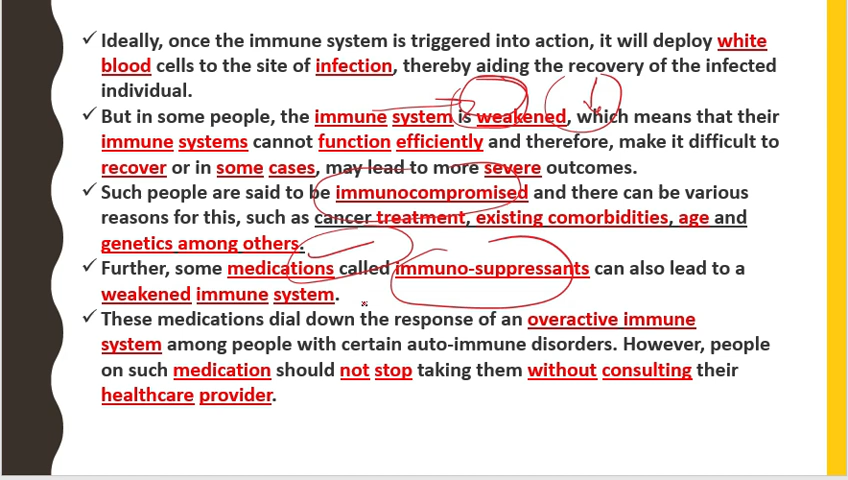 ✓ Ideally, once the immune system is triggered into action, it will deploy white
blood cells to the site of infection, thereby aiding the recovery of the infected
individual.
✓ But in some people, the immune system is weakened, which means that their
immune systems cannot function efficiently and therefore, make it difficult to
recover or in some cases, may lead to more severe outcomes.
✓ Such people are said to be immunocompromised and there can be various
reasons for this, such as cancer treatment, existing comorbidities, age and
genetics among others.
✓ Further, some medications called immuno-suppressants can also lead to a
weakened immune system.
✓ These medications dial down the response of an overactive immune
system among people with certain auto-immune disorders. However, people
on such medication should not stop taking them without consulting their
healthcare provider.